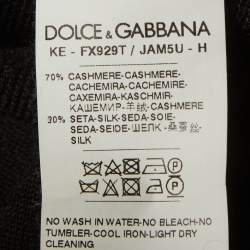 DOLCE & GABBANA
KE - FX929T / JAM5U - H
70% CASHMERE-CASHMERE-
CACHEMIRA-CACHEMIRE-
CAXEMIRA-KASCHMIR-
КАШЕМИР-羊绒-CASHMERE
30% SETA-SILK-SEDA-SOIE-
SEDA-SEIDE-ШЕЛК -桑蚕丝-
SILK
P
NO WASH IN WATER-NO BLEACH-NO
TUMBLER-COOL IRON-LIGHT DRY
CLEANING